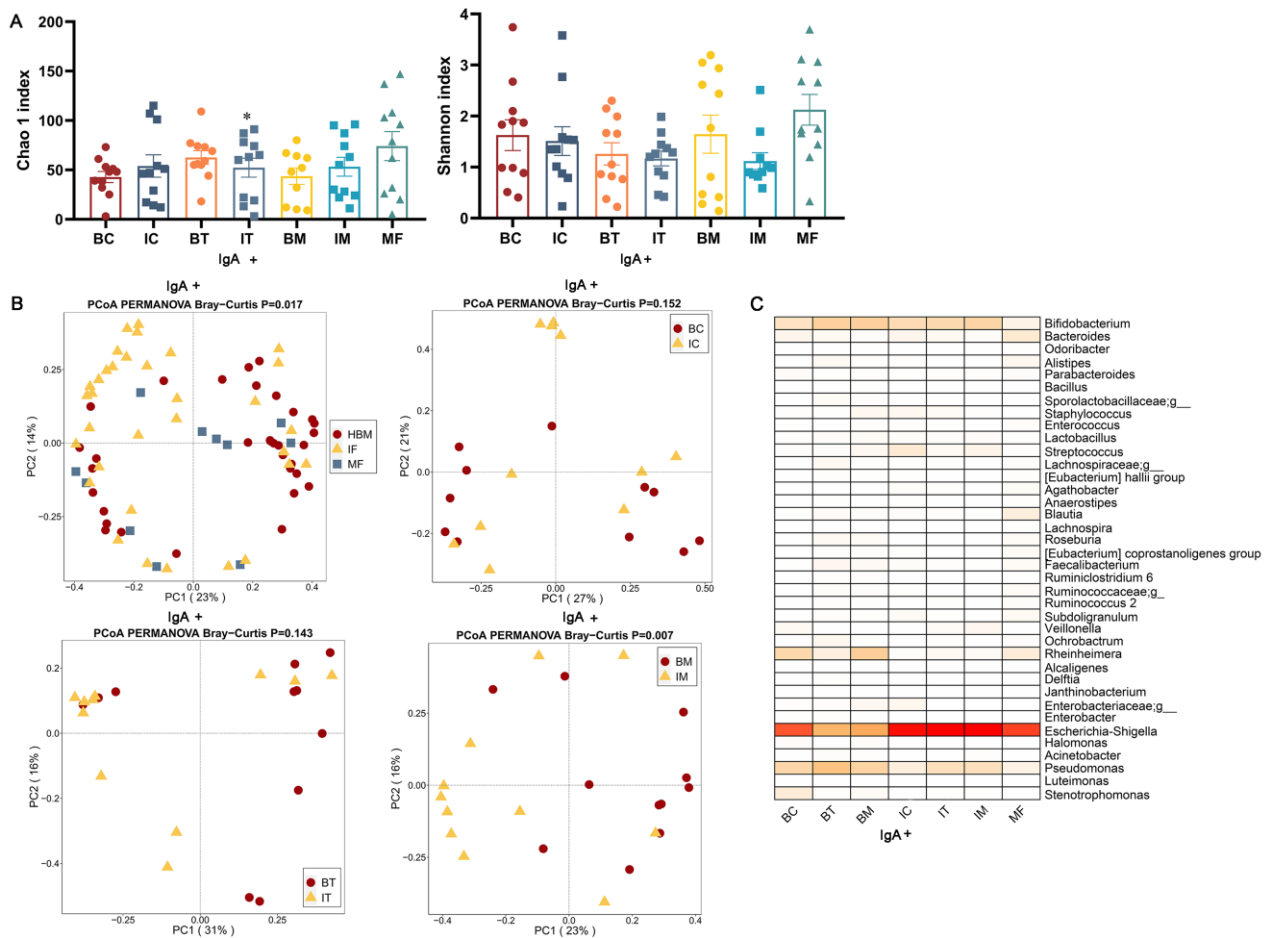 A
200
150
100
50
0
Chao 1 index
*
BC IC BT IT BM IM MF
IgA +
4
3
2
1
0
Shannon index
BC IC BT IT BM IM MF
IgA +
B
IgA +
PCoA PERMANOVA Bray-Curtis P=0.017
0.25
0.00
-0.25
PC2 ( 14% )
HBM
IF
MF
-0.4 -0.2 0.0 0.2 0.4
PC1 ( 23% )
IgA +
PCoA PERMANOVA Bray-Curtis P=0.152
0.4
0.2
0.0
-0.2
PC2 ( 21% )
BC
IC
-0.25 0.00 0.25 0.50
PC1 ( 27% )
IgA +
PCoA PERMANOVA Bray-Curtis P=0.143
0.2
0.0
-0.2
-0.4
PC2 ( 16% )
BT
IT
-0.25 0.00 0.25
PC1 ( 31% )
IgA +
PCoA PERMANOVA Bray-Curtis P=0.007
0.25
0.00
-0.25
PC2 ( 16% )
BM
IM
-0.4 -0.2 0.0 0.2 0.4
PC1 ( 23% )
C
Bifidobacterium
Bacteroides
Odoribacter
Alistipes
Parabacteroides
Bacillus
Sporolactobacillaceae;g__
Staphylococcus
Enterococcus
Lactobacillus
Streptococcus
Lachnospiraceae;g__
[Eubacterium] hallii group
Agathobacter
Anaerostipes
Blautia
Lachnospira
Roseburia
[Eubacterium] coprostanoligenes group
Faecalibacterium
Ruminiclostridium 6
Ruminococcaceae;g_
Ruminococcus 2
Subdoligranulum
Veillonella
Ochrobactrum
Rheinheimera
Alcaligenes
Delftia
Janthinobacterium
Enterobacteriaceae;g__
Enterobacter
Escherichia-Shigella
Halomonas
Acinetobacter
Pseudomonas
Luteimonas
Stenotrophomonas
BC BT BM IC IT IM MF
IgA +